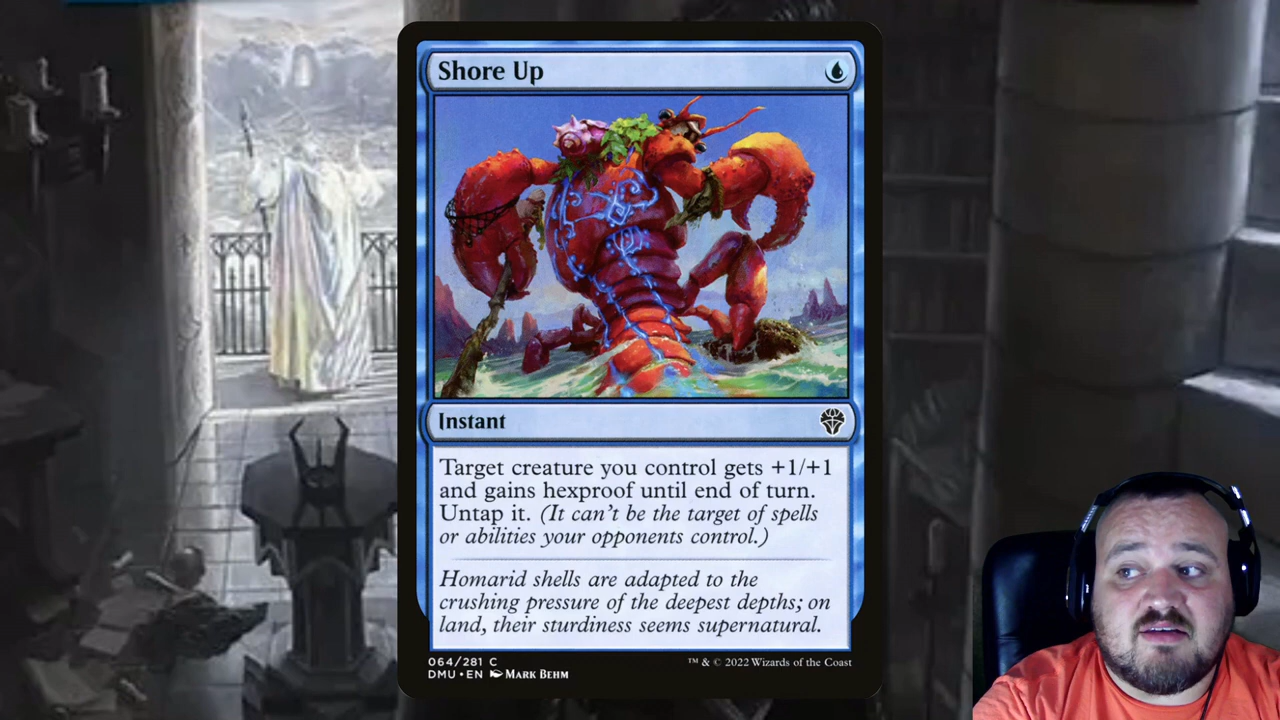 Shore Up
Instant
Target creature you control gets +1/+1
and gains hexproof until end of turn.
Untap it. (It can't be the target of spells
or abilities your opponents control.)
Homarid shells are adapted to the
crushing pressure of the deepest depths; on
land, their sturdiness seems supernatural.
064/281 C
™ & © 2022 Wizards of the Coast
DMU • EN Mark Behm